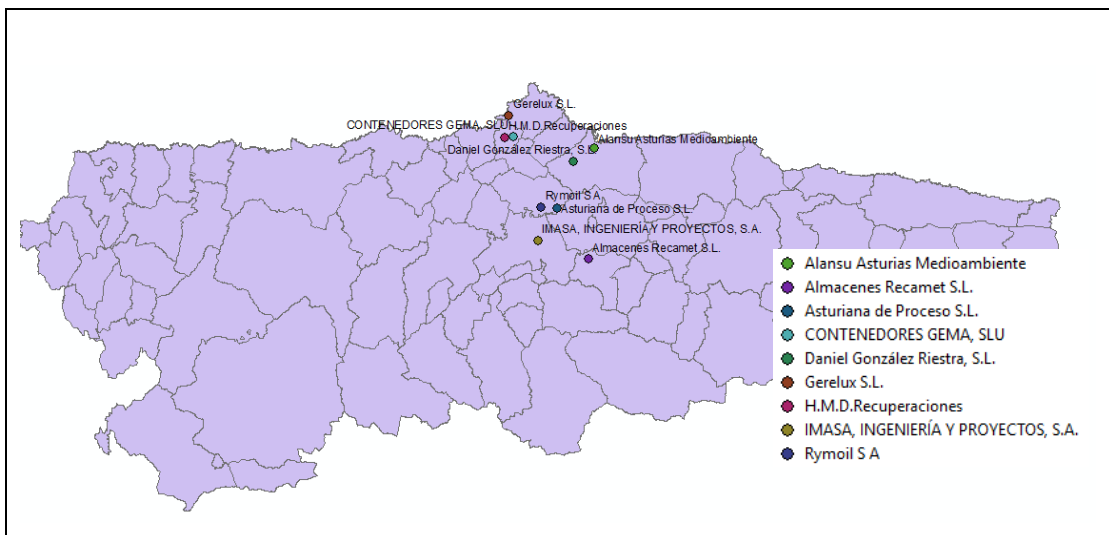 Gerelux S.L.
CONTENEDORES GEMA, SLU
H.M.D.Recuperaciones
Alansu Asturias Medioambiente
Daniel González Riestra, S.L.
Rymoil S A
Asturiana de Proceso S.L.
IMASA, INGENIERÍA Y PROYECTOS, S.A.
Almacenes Recamet S.L.
Alansu Asturias Medioambiente
Almacenes Recamet S.L.
Asturiana de Proceso S.L.
CONTENEDORES GEMA, SLU
Daniel González Riestra, S.L.
Gerelux S.L.
H.M.D.Recuperaciones
IMASA, INGENIERÍA Y PROYECTOS, S.A.
Rymoil S A